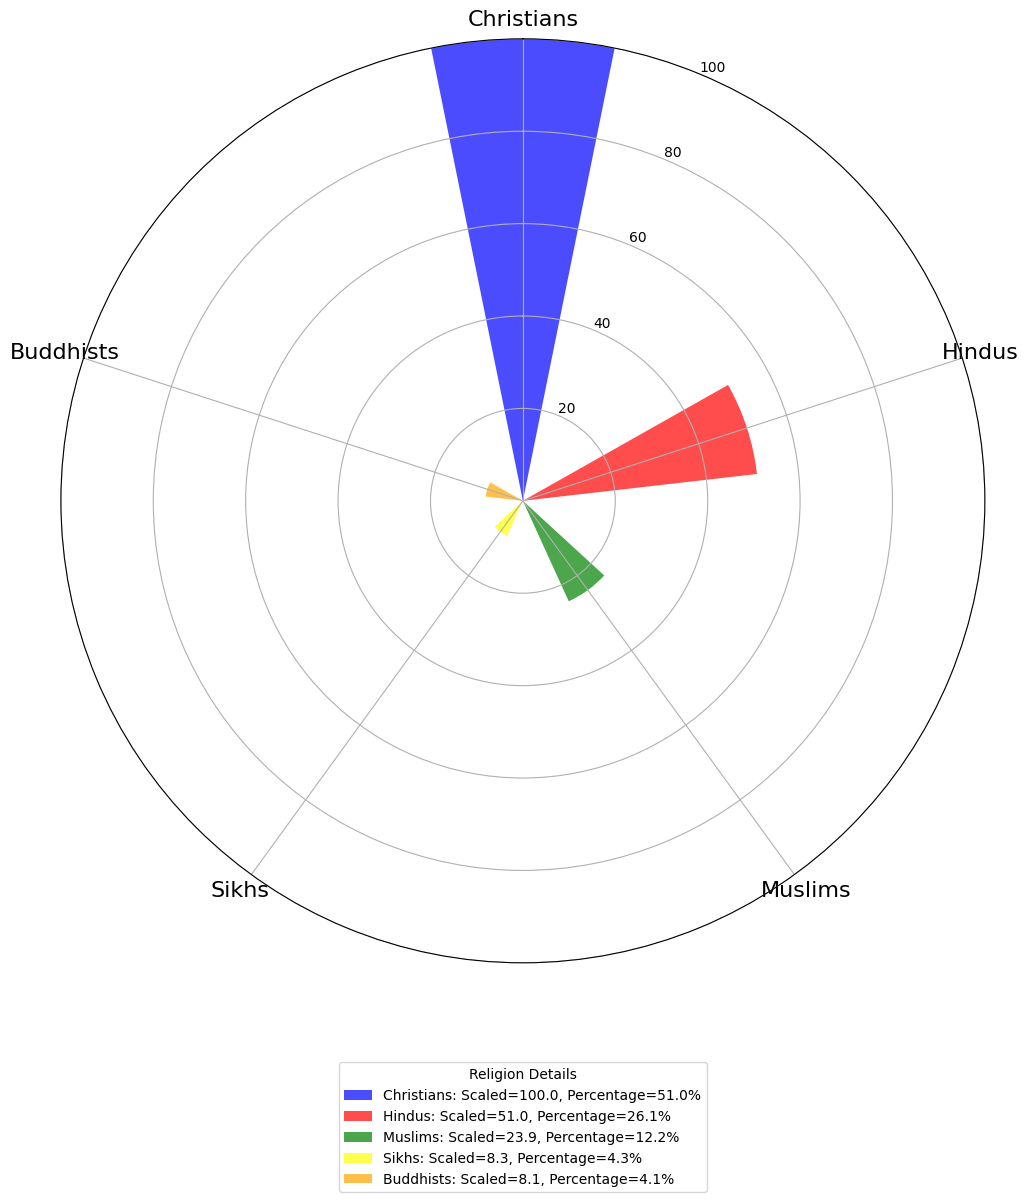 Christians
100
80
60
40
20
Buddhists
Hindus
Sikhs
Muslims
Religion Details
Christians: Scaled=100.0, Percentage=51.0%
Hindus: Scaled=51.0, Percentage=26.1%
Muslims: Scaled=23.9, Percentage=12.2%
Sikhs: Scaled=8.3, Percentage=4.3%
Buddhists: Scaled=8.1, Percentage=4.1%